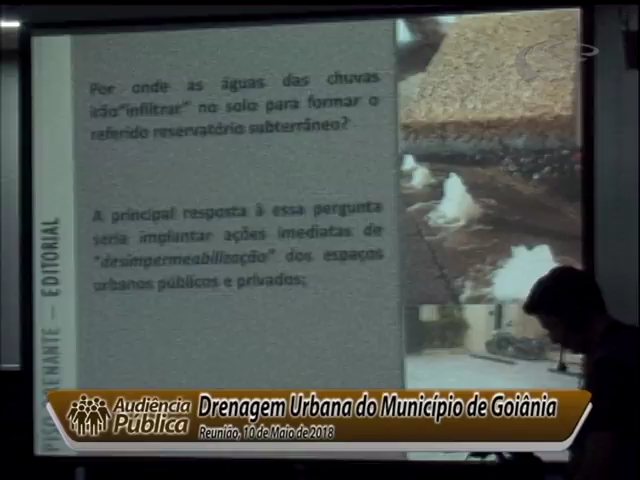 Por onde as águas das chuvas
irão"infiltrar" no solo para formar o
referido reservatório subterrâneo?
A principal resposta à essa pergunta
seria implantar ações imediatas de
"desimpermeabilização" dos espaços
urbanos públicos e privados;
EDITORIAL
Audiência
Pública
Drenagem Urbana do Município de Goiânia
Reunião, 10 de Maio de 2018